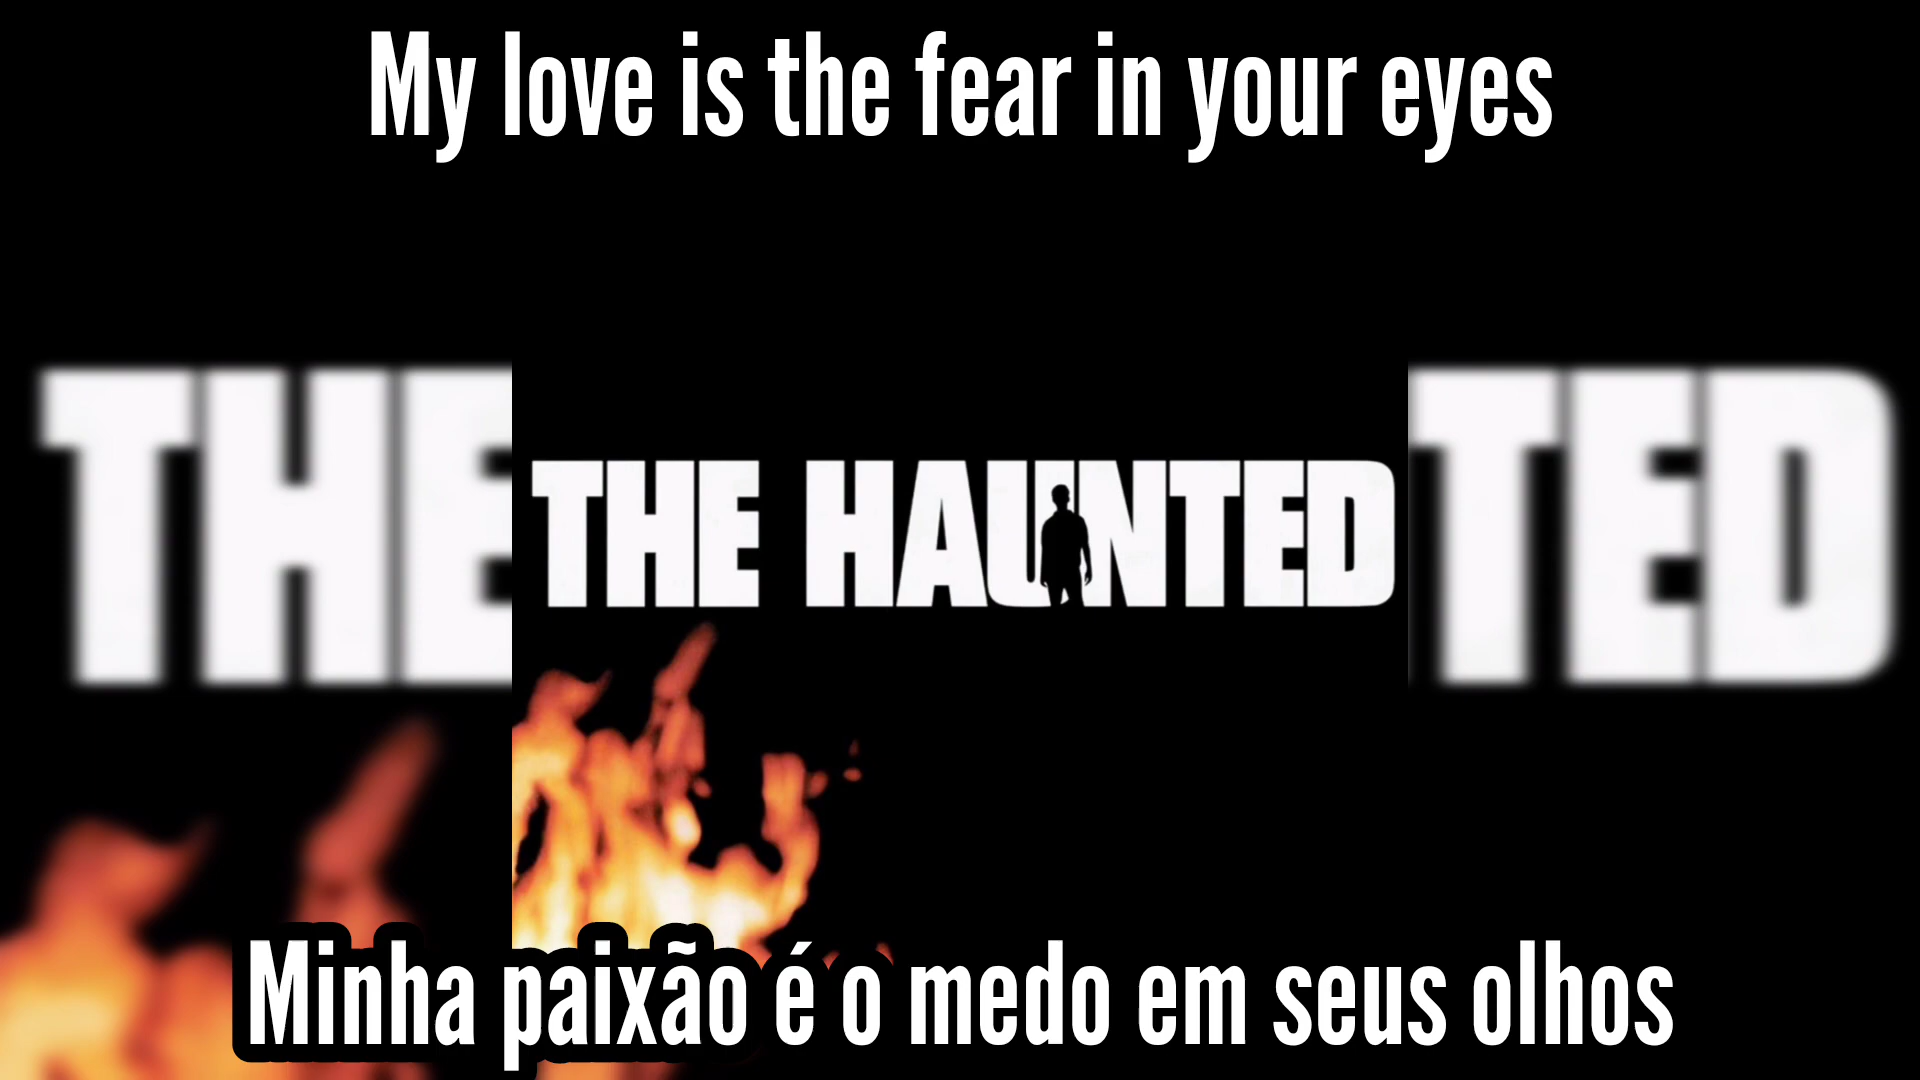 My love is the fear in your eyes
THE HAUNTED
THE
TED
Minha paixão é o medo em seus olhos